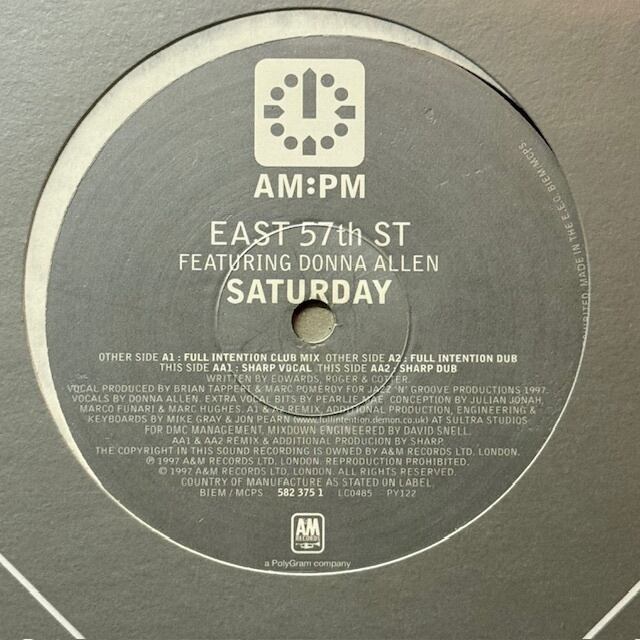 AM:PM
EAST 57th ST
FEATURING DONNA ALLEN
SATURDAY
OTHER SIDE A1 : FULL INTENTION CLUB MIX OTHER SIDE A2 : FULL INTENTION DUB
THIS SIDE AA1 : SHARP VOCAL THIS SIDE AA2 : SHARP DUB
WRITTEN BY EDWARDS, ROGER & COTTER.
VOCAL PRODUCED BY BRIAN TAPPERT & MARC POMEROY FOR JAZZ 'N' GROOVE PRODUCTIONS 1997.
VOCALS BY DONNA ALLEN. EXTRA VOCAL BITS BY PEARLIE MAE. CONCEPTION BY JULIAN JONAH,
MARCO FUNARI & MARC HUGHES. A1 & A2 REMIX, ADDITIONAL PRODUCTION, ENGINEERING &
KEYBOARDS BY MIKE GRAY & JON PEARN (www.fullintention.demon.co.uk) AT SULTRA STUDIOS
FOR DMC MANAGEMENT. MIXDOWN ENGINEERED BY DAVID SNELL.
AA1 & AA2 REMIX & ADDITIONAL PRODUCION BY SHARP.
THE COPYRIGHT IN THIS SOUND RECORDING IS OWNED BY A&M RECORDS LTD. LONDON.
℗ 1997 A&M RECORDS LTD. LONDON. REPRODUCTION PROHIBITED.
© 1997 A&M RECORDS LTD. LONDON. ALL RIGHTS RESERVED.
COUNTRY OF MANUFACTURE AS STATED ON LABEL.
BIEM / MCPS 582 375 1 LC0485 PY122
AM
RECORDS
a PolyGram company
MADE IN THE E.E.C. BIEM/MCPS